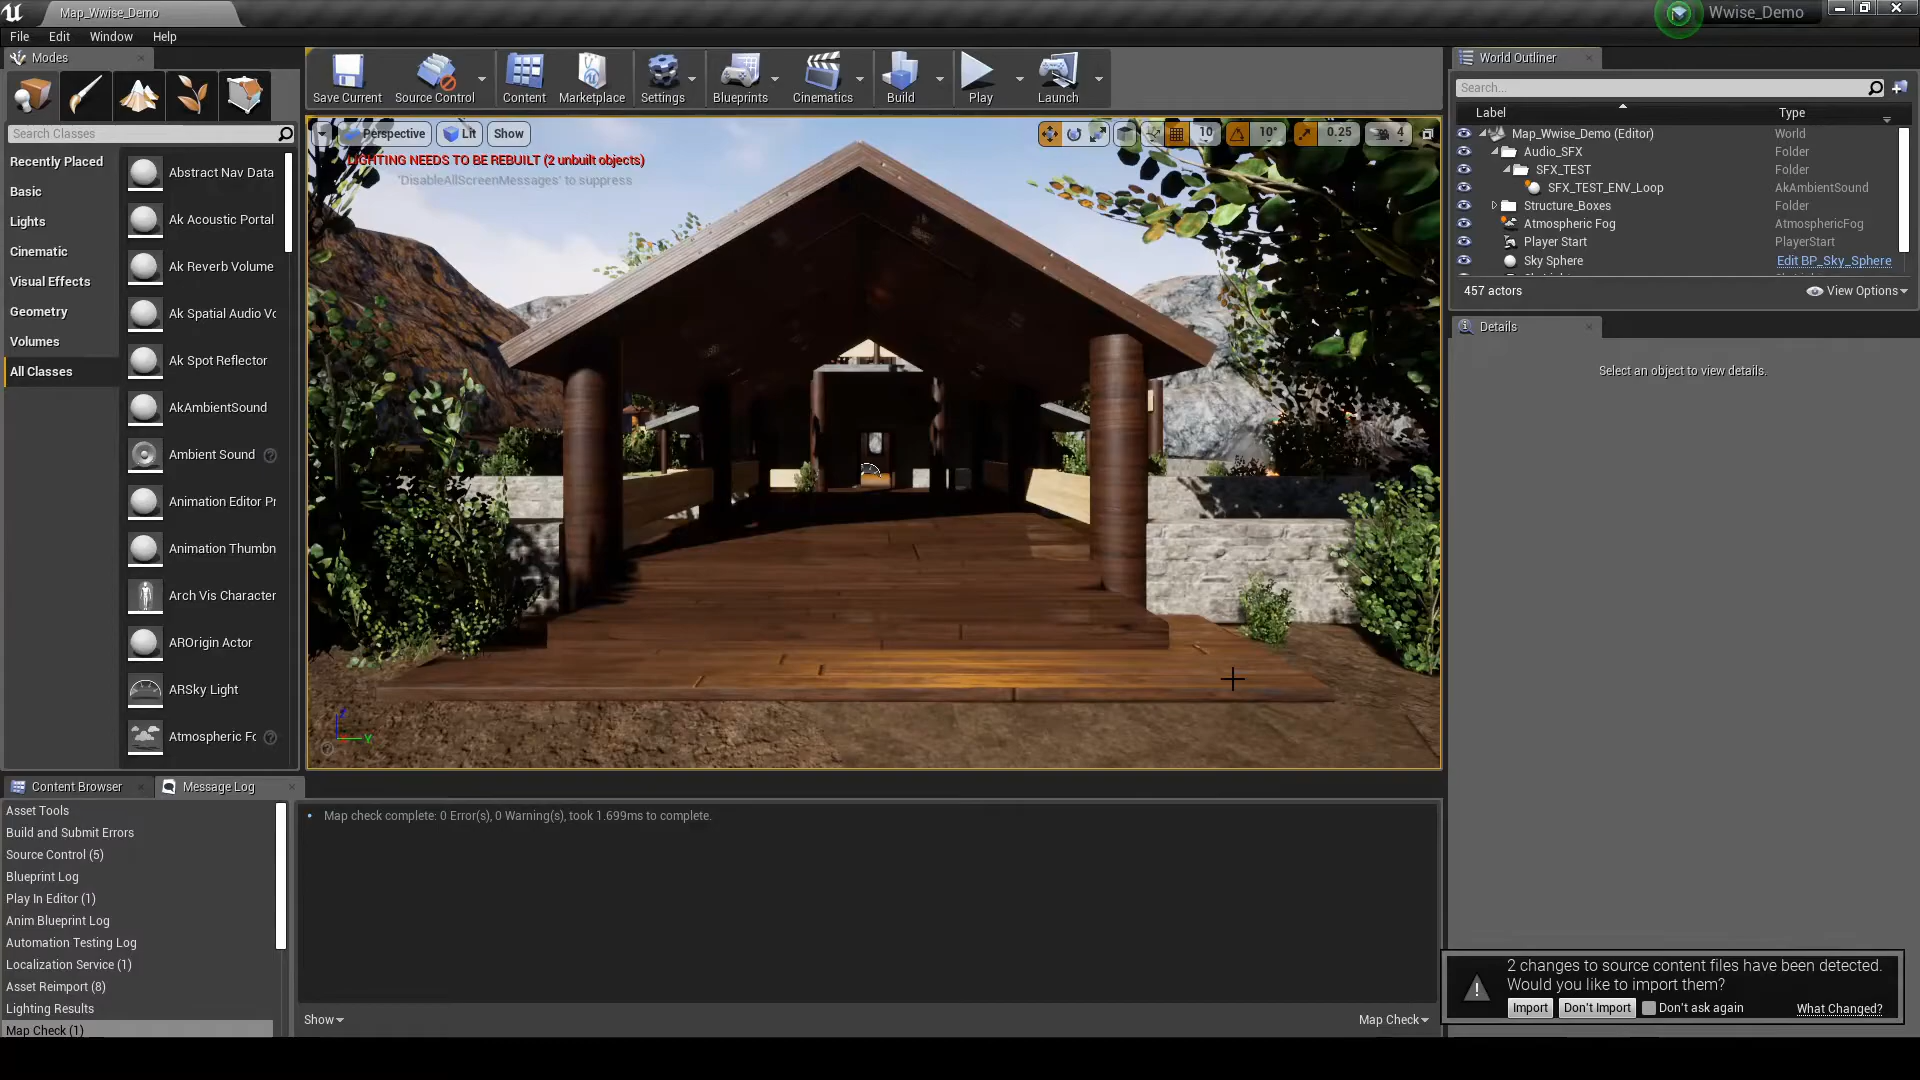 Map_Wwise_Demo
Wwise_Demo
File Edit Window Help
Modes
Search Classes
Recently Placed
Basic
Lights
Cinematic
Visual Effects
Geometry
Volumes
All Classes
Abstract Nav Data
Ak Acoustic Portal
Ak Reverb Volume
Ak Spatial Audio Vo
Ak Spot Reflector
AkAmbientSound
Ambient Sound
Animation Editor Pr
Animation Thumbn
Arch Vis Character
AROrigin Actor
ARSky Light
Atmospheric Fo
Save Current
Source Control
Content
Marketplace
Settings
Blueprints
Cinematics
Build
Play
Launch
Perspective Lit Show
10 10° 0.25 4
LIGHTING NEEDS TO BE REBUILT (2 unbuilt objects)
'DisableAllScreenMessages' to suppress
Z
Y
World Outliner
Search...
Label Type
Map_Wwise_Demo (Editor) World
Audio_SFX Folder
SFX_TEST Folder
SFX_TEST_ENV_Loop AkAmbientSound
Structure_Boxes Folder
Atmospheric Fog AtmosphericFog
Player Start PlayerStart
Sky Sphere Edit BP_Sky_Sphere
457 actors View Options
Details
Select an object to view details.
Content Browser Message Log
Asset Tools
Build and Submit Errors
Source Control (5)
Blueprint Log
Play In Editor (1)
Anim Blueprint Log
Automation Testing Log
Localization Service (1)
Asset Reimport (8)
Lighting Results
Map Check (1)
Map check complete: 0 Error(s), 0 Warning(s), took 1.699ms to complete.
Show Map Check
2 changes to source content files have been detected.
Would you like to import them?
Import Don't Import Don't ask again What Changed?